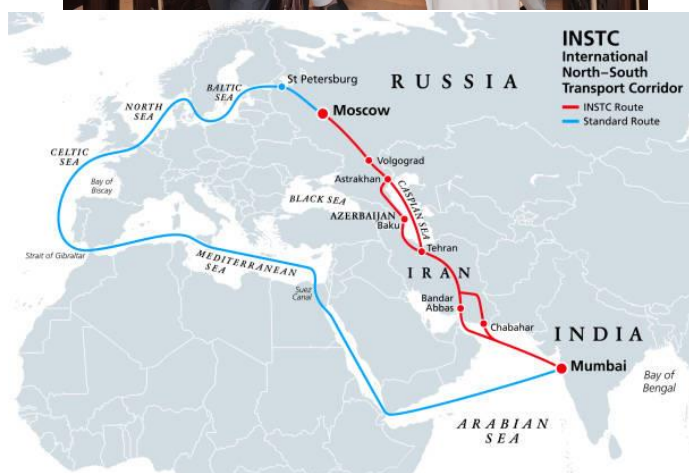 INSTC
International
North–South
Transport Corridor
INSTC Route
Standard Route
St Petersburg
RUSSIA
BALTIC
SEA
NORTH
SEA
Moscow
CELTIC
SEA
Volgograd
Bay of
Biscay
Astrakhan
CASPIAN SEA
BLACK SEA
AZERBAIJAN
Baku
Strait of Gibraltar
MEDITERRANEAN
SEA
Tehran
IRAN
Suez
Canal
Bandar
Abbas
Chabahar
INDIA
Mumbai
Bay of
Bengal
ARABIAN
SEA